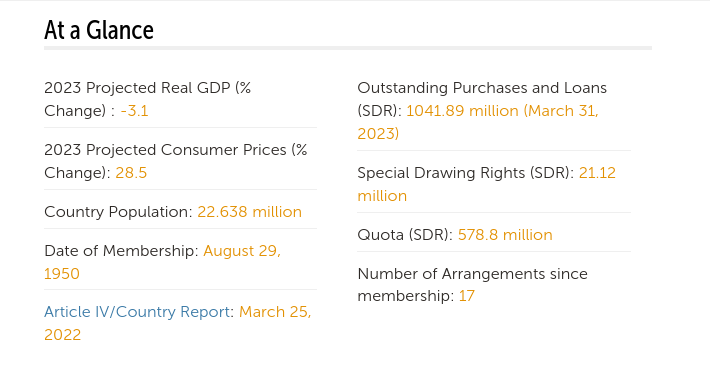 At a Glance
2023 Projected Real GDP (%
Change) : -3.1
2023 Projected Consumer Prices (%
Change): 28.5
Country Population: 22.638 million
Date of Membership: August 29,
1950
Article IV/Country Report: March 25,
2022
Outstanding Purchases and Loans
(SDR): 1041.89 million (March 31,
2023)
Special Drawing Rights (SDR): 21.12
million
Quota (SDR): 578.8 million
Number of Arrangements since
membership: 17